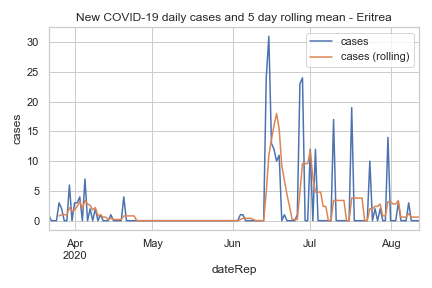 New COVID-19 daily cases and 5 day rolling mean - Eritrea
cases
cases (rolling)
30
25
20
15
10
5
0
cases
Apr
2020
May
Jun
Jul
Aug
dateRep